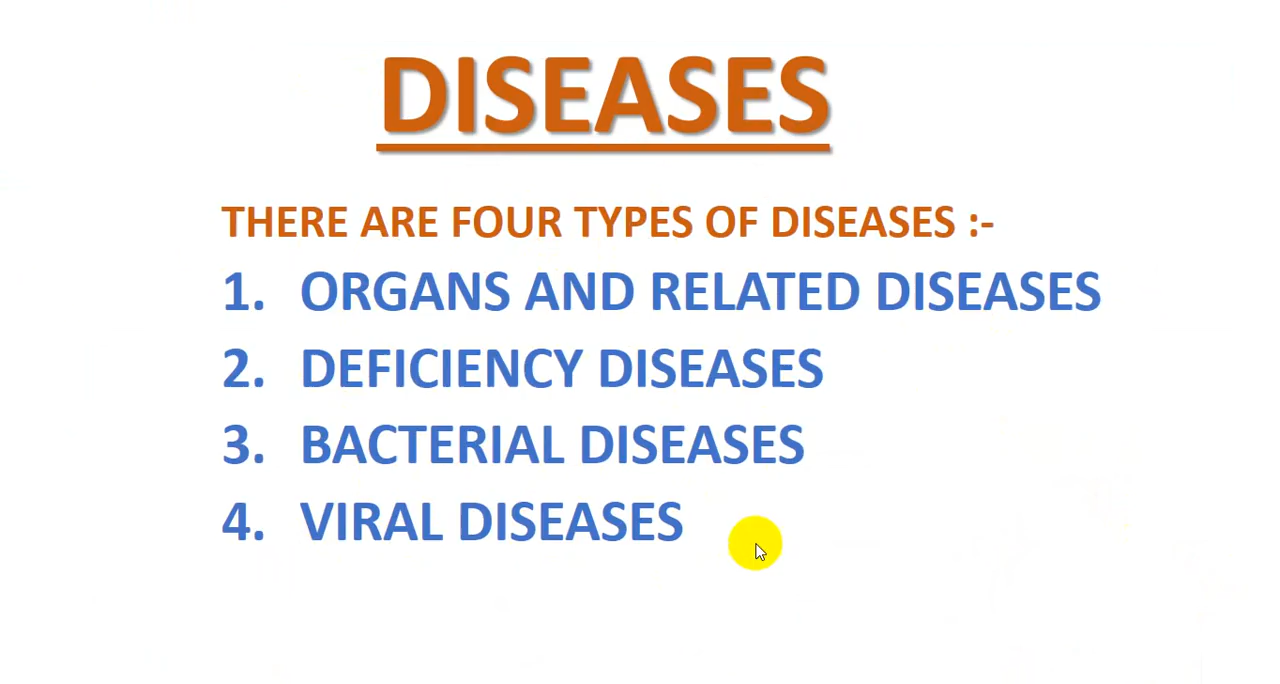 DISEASES
THERE ARE FOUR TYPES OF DISEASES :-
1. ORGANS AND RELATED DISEASES
2. DEFICIENCY DISEASES
3. BACTERIAL DISEASES
4. VIRAL DISEASES